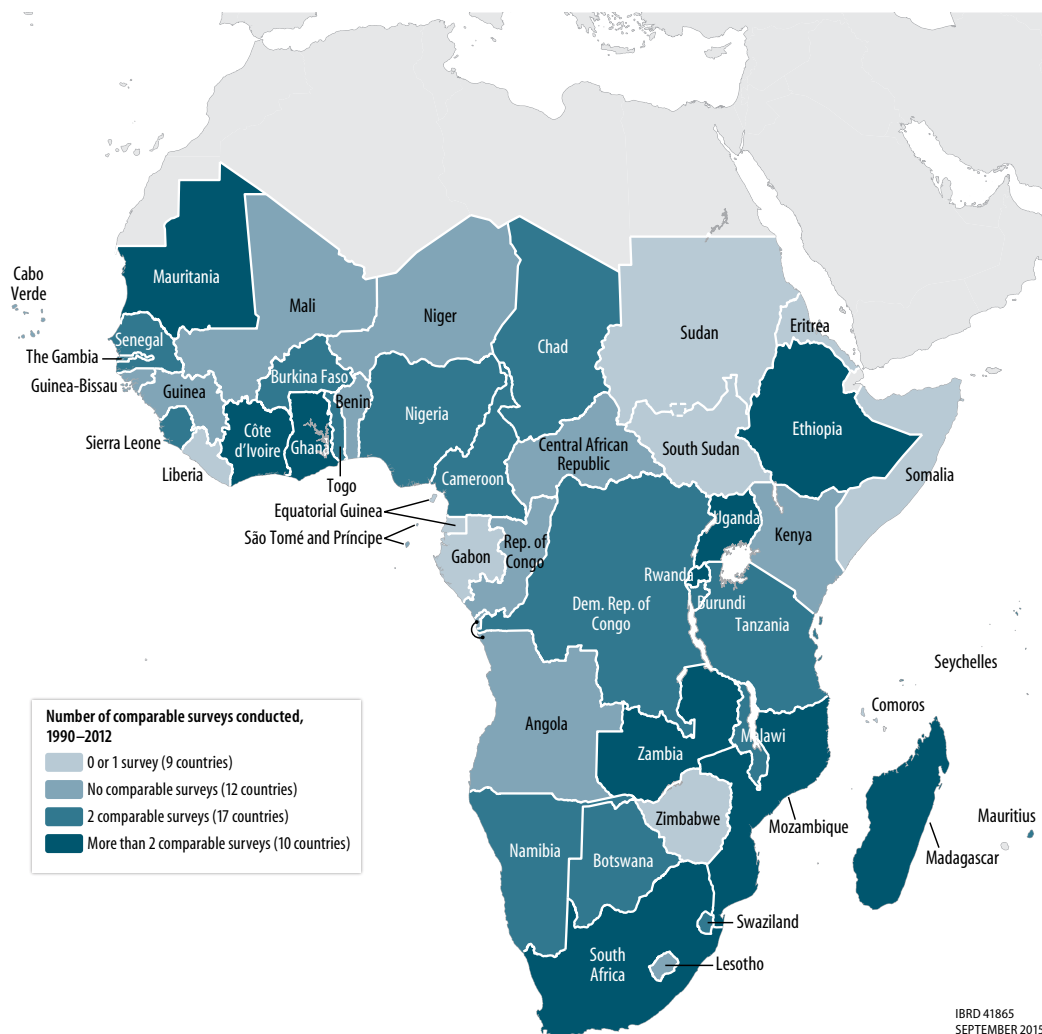 Cabo
Verde
Mauritania
Mali
Niger
Chad
Sudan
Eritrea
Senegal
The Gambia
Guinea-Bissau
Guinea
Burkina Faso
Benin
Nigeria
Sierra Leone
Côte
d'Ivoire
Ghana
Liberia
Togo
Cameroon
Central African
Republic
South Sudan
Ethiopia
Somalia
Equatorial Guinea
São Tomé and Príncipe
Gabon
Rep. of
Congo
Uganda
Kenya
Rwanda
Burundi
Dem. Rep. of
Congo
Tanzania
Seychelles
Comoros
Angola
Zambia
Malawi
Mozambique
Zimbabwe
Namibia
Botswana
Mauritius
Madagascar
Swaziland
South
Africa
Lesotho
Number of comparable surveys conducted,
1990–2012
0 or 1 survey (9 countries)
No comparable surveys (12 countries)
2 comparable surveys (17 countries)
More than 2 comparable surveys (10 countries)
IBRD 41865
SEPTEMBER 2015